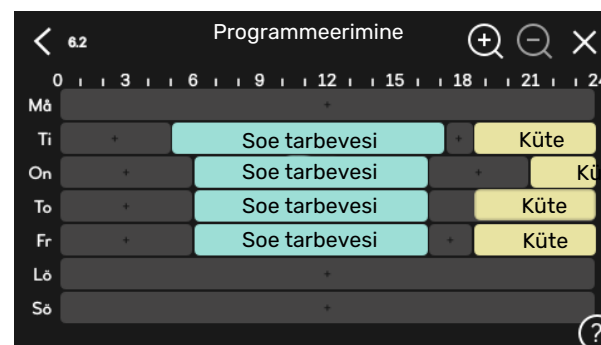 6.2 Programmeerimine
0 3 6 9 12 15 18 21 24
Må
Ti Soe tarbevesi Küte
On Soe tarbevesi Kü
To Soe tarbevesi Küte
Fr Soe tarbevesi Küte
Lö
Sö
?